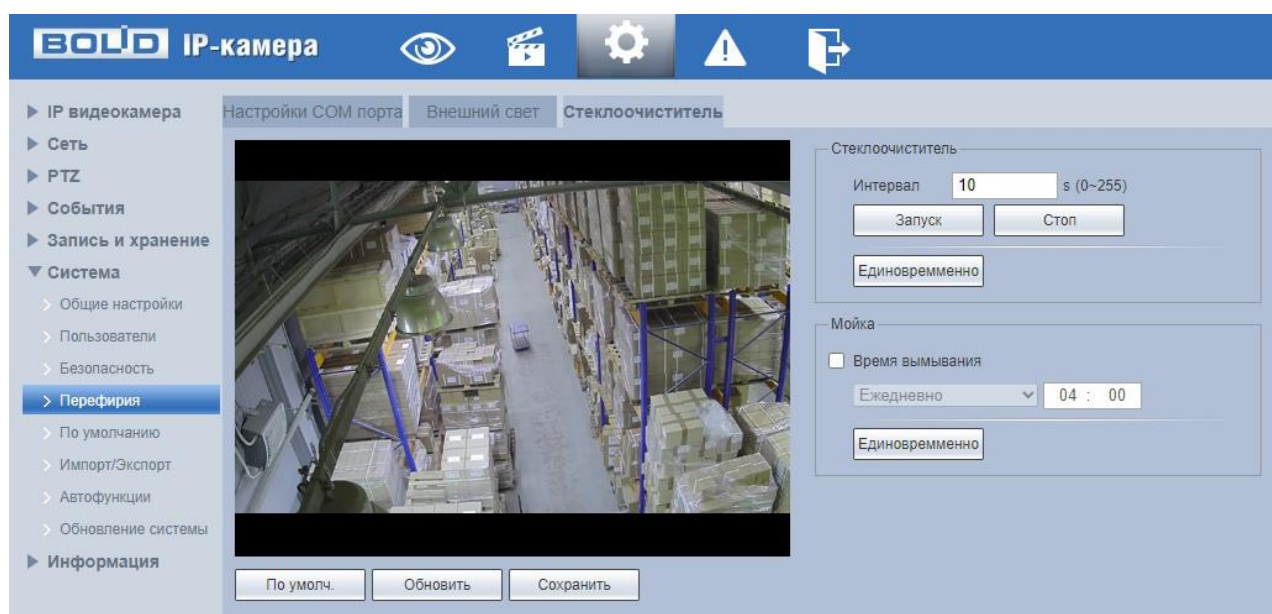 BOLID IP-камера
IP видеокамера
Сеть
PTZ
События
Запись и хранение
Система
Общие настройки
Пользователи
Безопасность
Перефирия
По умолчанию
Импорт/Экспорт
Автофункции
Обновление системы
Информация
Настройки COM порта Внешний свет Стеклоочиститель
По умолч. Обновить Сохранить
Стеклоочиститель
Интервал 10 s (0~255)
Запуск Стоп
Единовремменно
Мойка
Время вымывания
Ежедневно 04 : 00
Единовремменно